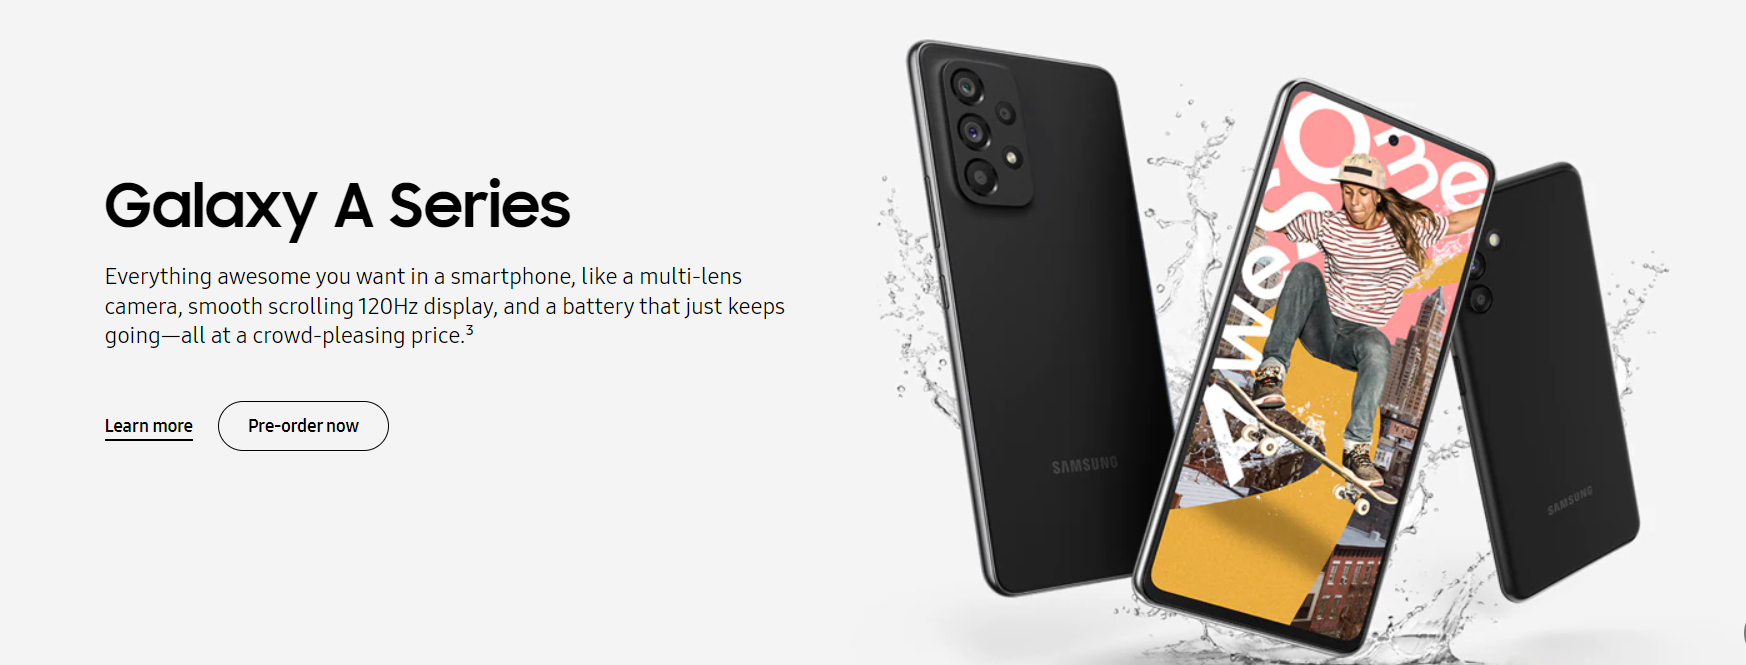 Galaxy A Series
Everything awesome you want in a smartphone, like a multi-lens
camera, smooth scrolling 120Hz display, and a battery that just keeps
going—all at a crowd-pleasing price.³
Learn more
Pre-order now
SAMSUNG
Awesome
SAMSUNG